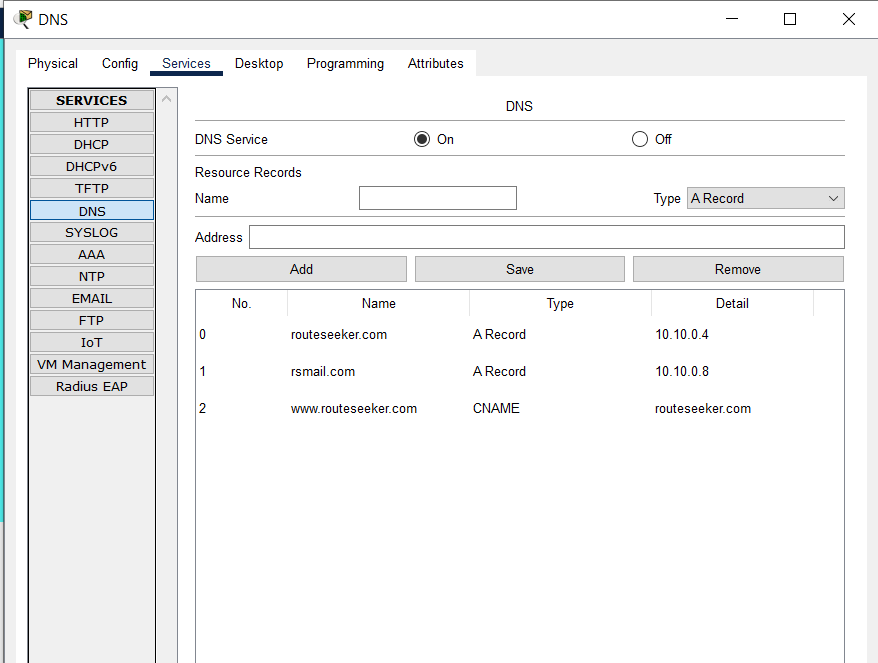 DNS
Physical Config Services Desktop Programming Attributes
SERVICES
HTTP
DHCP
DHCPv6
TFTP
DNS
SYSLOG
AAA
NTP
EMAIL
FTP
IoT
VM Management
Radius EAP
DNS
DNS Service On Off
Resource Records
Name Type A Record
Address
Add Save Remove
No. Name Type Detail
0 routeseeker.com A Record 10.10.0.4
1 rsmail.com A Record 10.10.0.8
2 www.routeseeker.com CNAME routeseeker.com